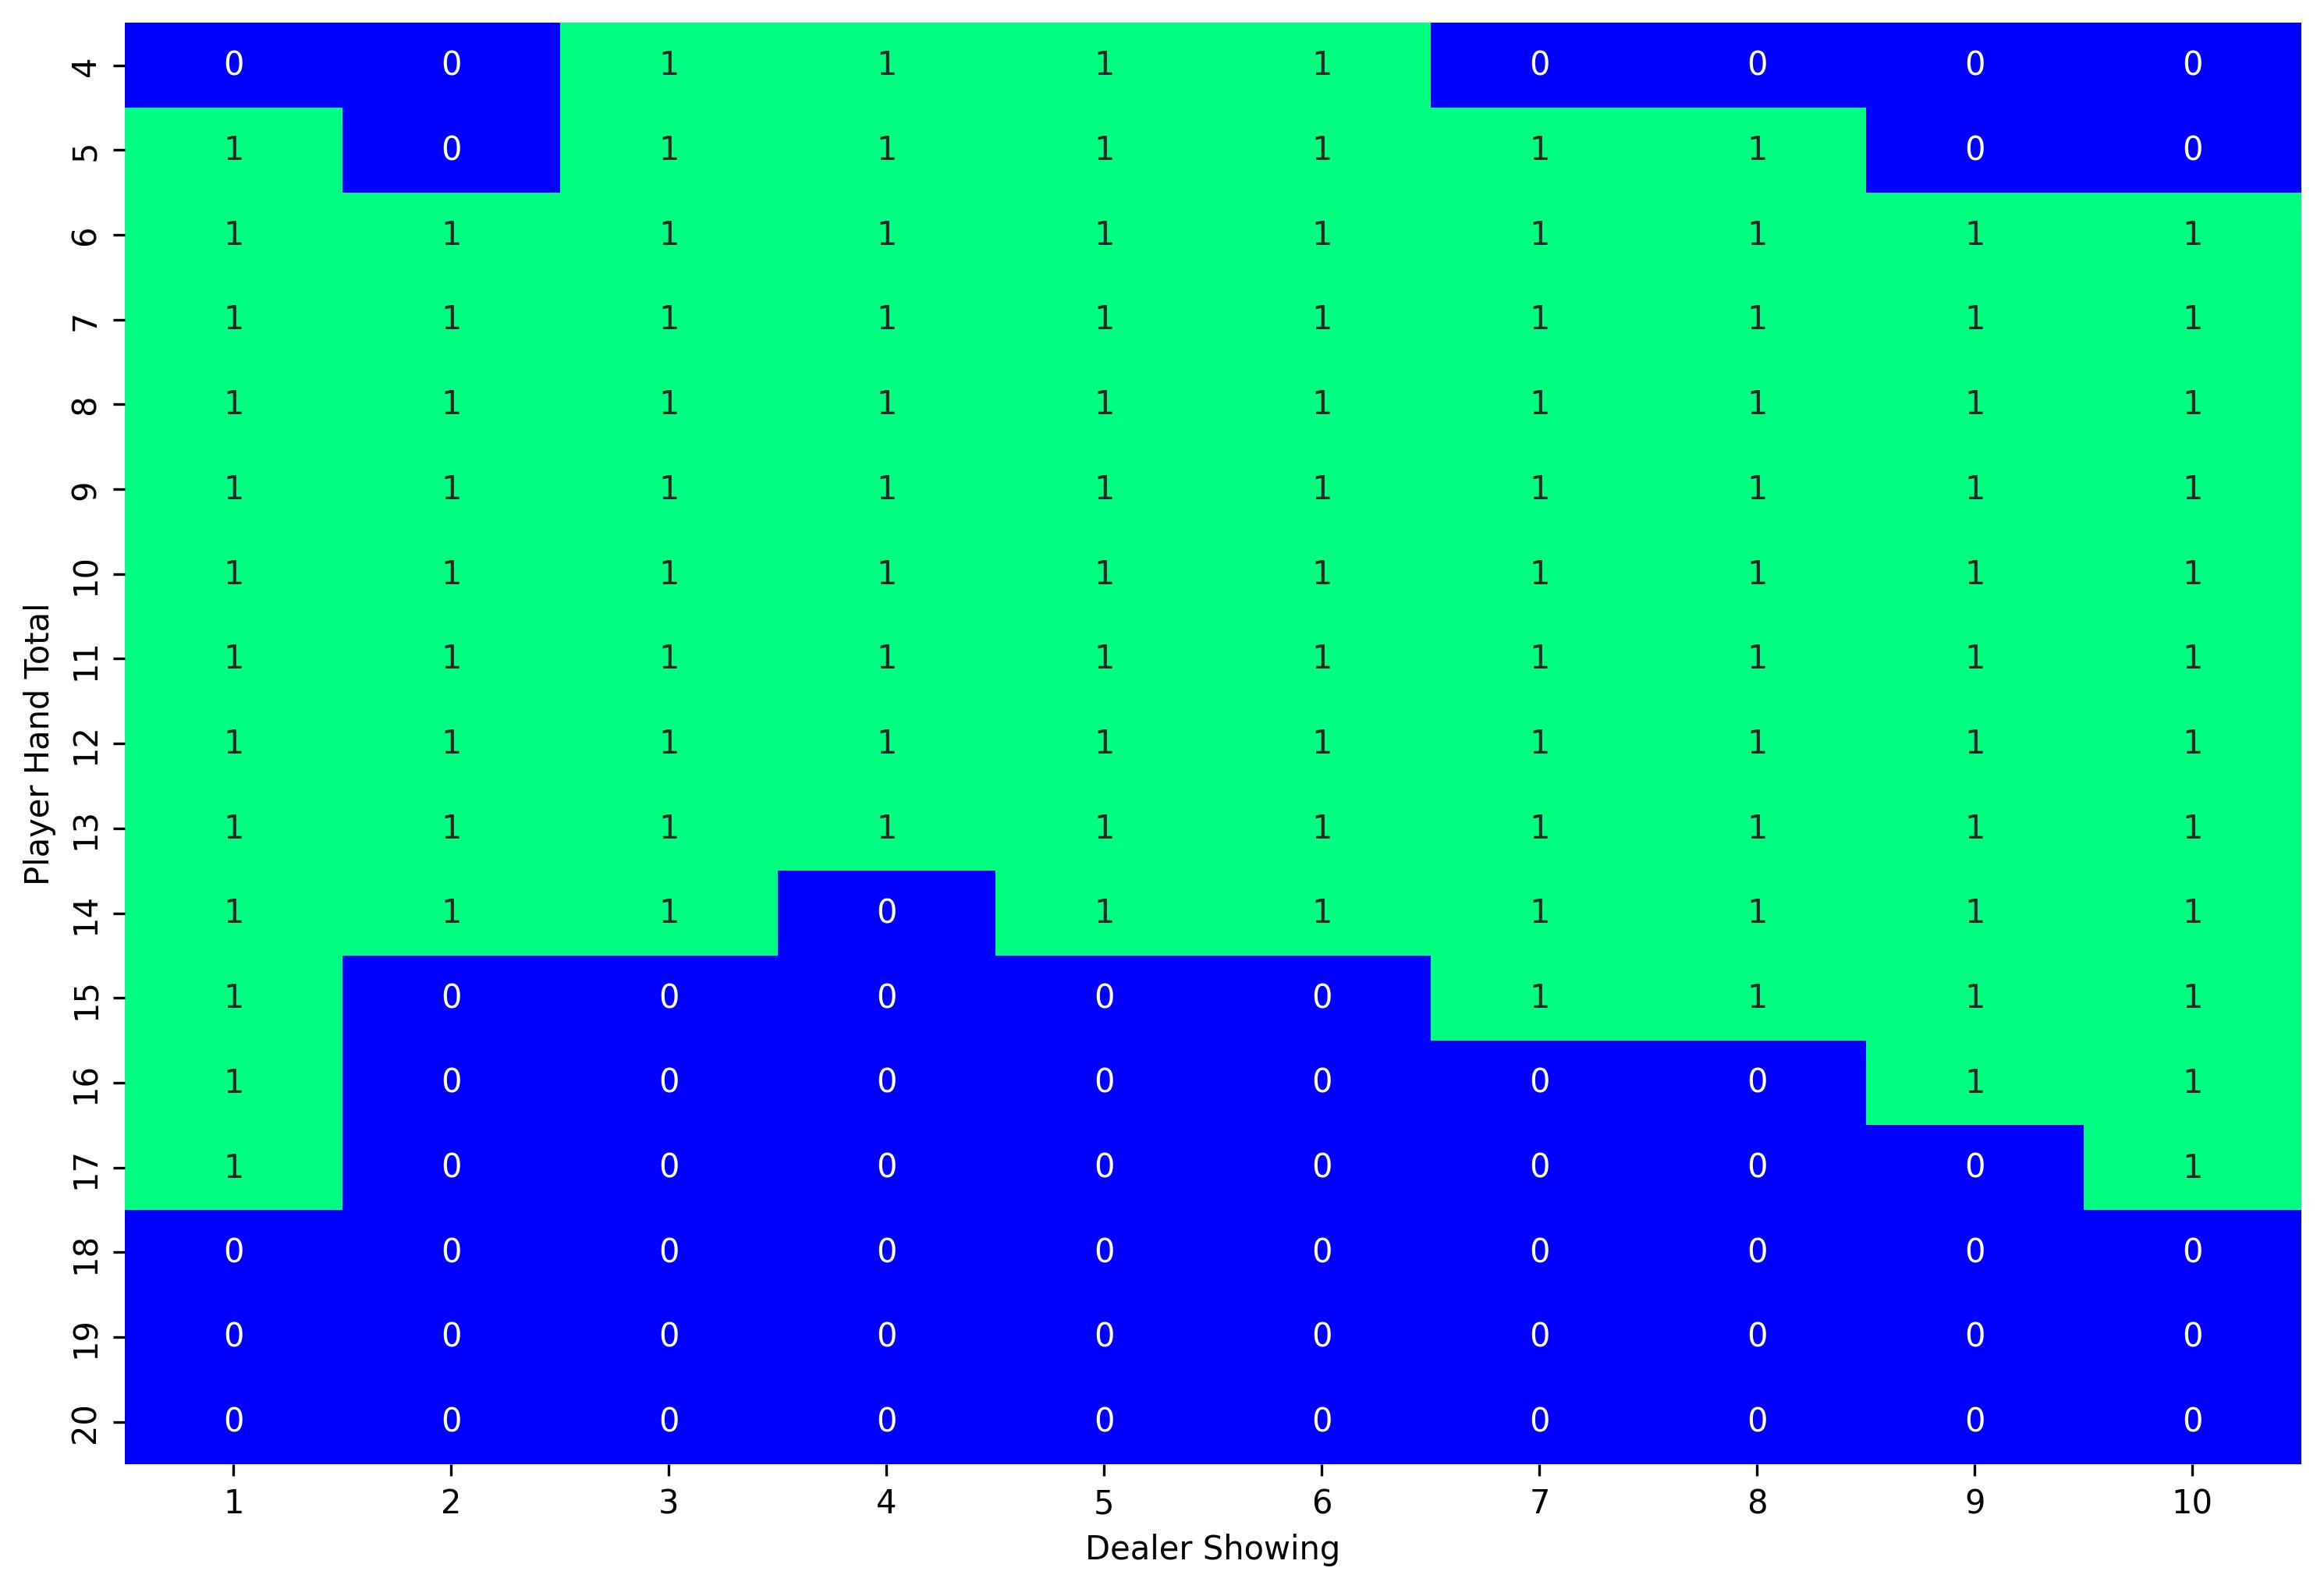 4 0 0 1 1 1 1 0 0 0 0
5 1 0 1 1 1 1 1 1 0 0
6 1 1 1 1 1 1 1 1 1 1
7 1 1 1 1 1 1 1 1 1 1
8 1 1 1 1 1 1 1 1 1 1
9 1 1 1 1 1 1 1 1 1 1
10 1 1 1 1 1 1 1 1 1 1
11 1 1 1 1 1 1 1 1 1 1
12 1 1 1 1 1 1 1 1 1 1
13 1 1 1 1 1 1 1 1 1 1
14 1 1 1 0 1 1 1 1 1 1
15 1 0 0 0 0 0 1 1 1 1
16 1 0 0 0 0 0 0 0 1 1
17 1 0 0 0 0 0 0 0 0 1
18 0 0 0 0 0 0 0 0 0 0
19 0 0 0 0 0 0 0 0 0 0
20 0 0 0 0 0 0 0 0 0 0
Player Hand Total
1 2 3 4 5 6 7 8 9 10
Dealer Showing